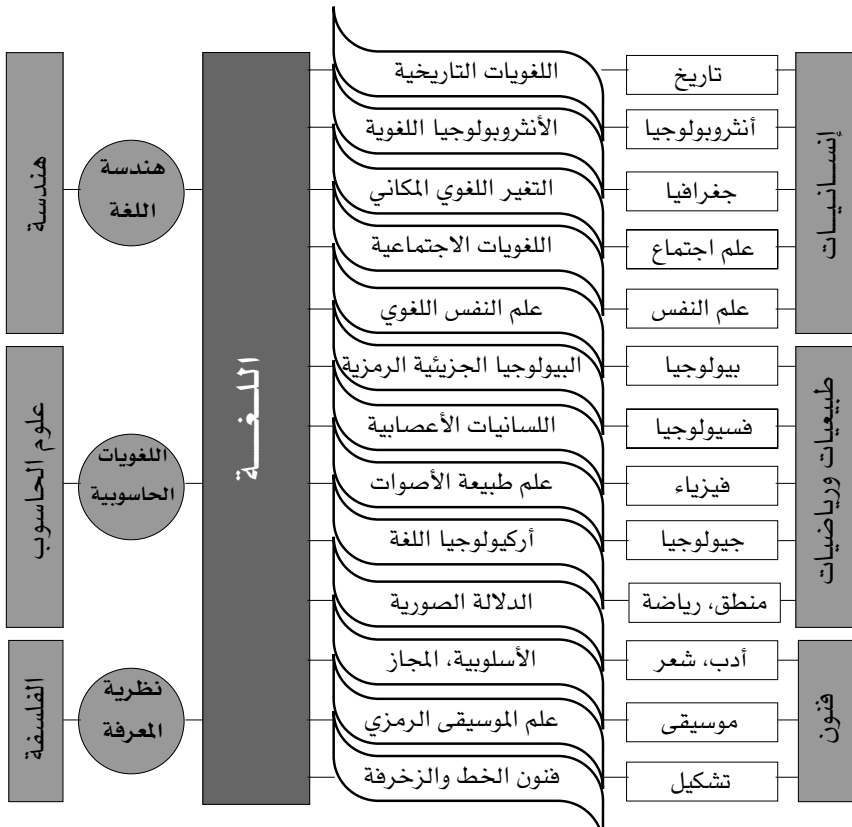 إنسانيات
تاريخ
اللغويات التاريخية
أنثروبولوجيا
الأنثروبولوجيا اللغوية
جغرافيا
التغير اللغوي المكاني
علم اجتماع
اللغويات الاجتماعية
علم النفس
علم النفس اللغوي
طبيعيات ورياضيات
بيولوجيا
البيولوجيا الجزيئية الرمزية
فسيولوجيا
اللسانيات الأعصابية
فيزياء
علم طبيعة الأصوات
جيولوجيا
أركيولوجيا اللغة
منطق، رياضة
الدلالة الصورية
فنون
أدب، شعر
الأسلوبية، المجاز
موسيقى
علم الموسيقى الرمزي
تشكيل
فنون الخط والزخرفة
اللغة
هندسة
اللغة
هندسة
اللغويات
الحاسوبية
علوم الحاسوب
نظرية
المعرفة
الفلسفة